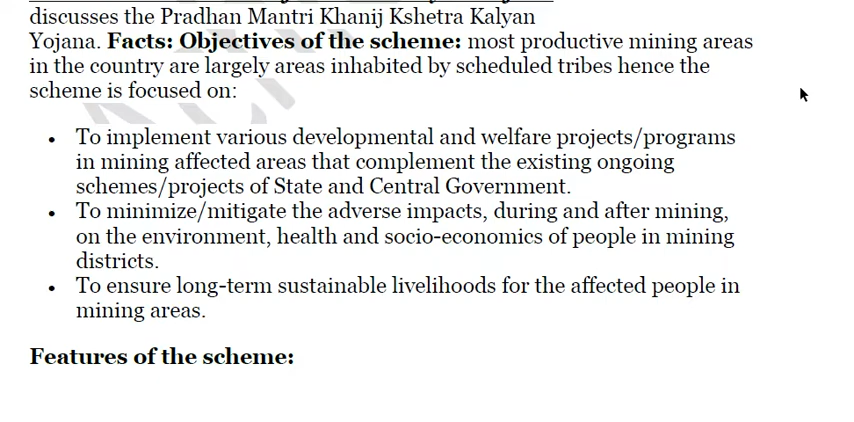 discusses the Pradhan Mantri Khanij Kshetra Kalyan
Yojana. Facts: Objectives of the scheme: most productive mining areas
in the country are largely areas inhabited by scheduled tribes hence the
scheme is focused on:
• To implement various developmental and welfare projects/programs
in mining affected areas that complement the existing ongoing
schemes/projects of State and Central Government.
• To minimize/mitigate the adverse impacts, during and after mining,
on the environment, health and socio-economics of people in mining
districts.
• To ensure long-term sustainable livelihoods for the affected people in
mining areas.
Features of the scheme: